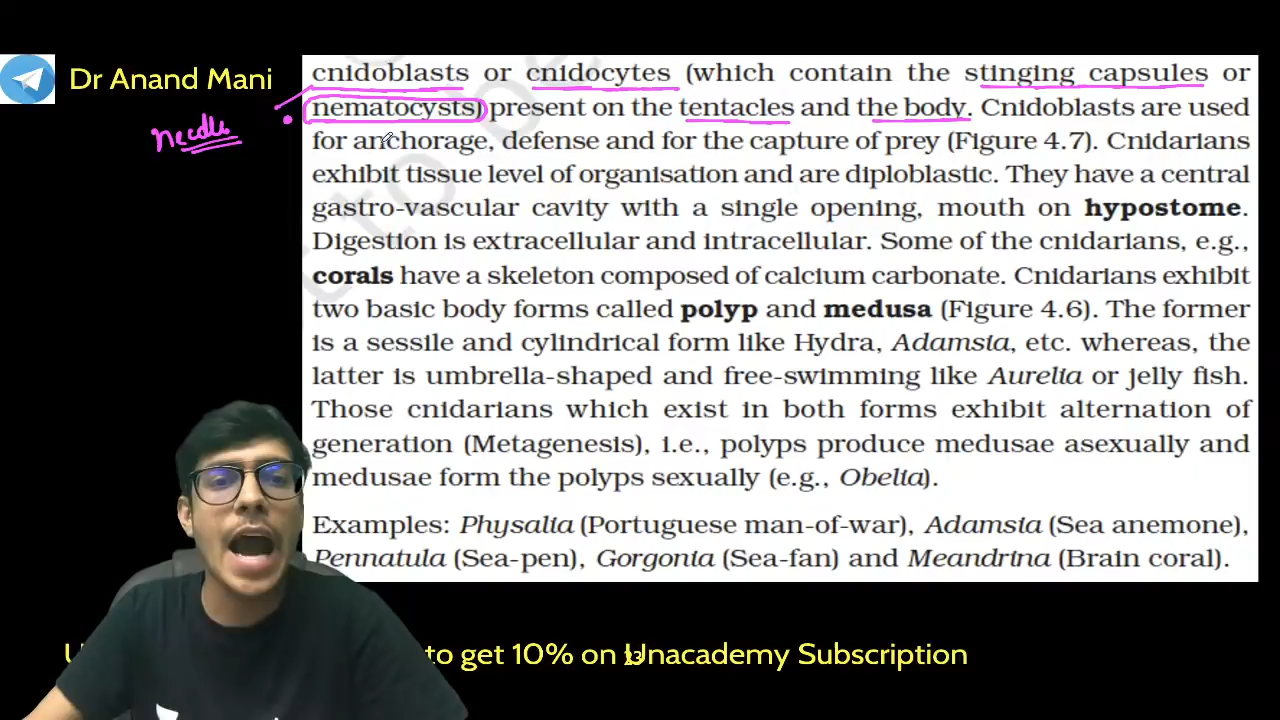 Dr Anand Mani
Needle
cnidoblasts or cnidocytes (which contain the stinging capsules or
nematocysts) present on the tentacles and the body. Cnidoblasts are used
for anchorage, defense and for the capture of prey (Figure 4.7). Cnidarians
exhibit tissue level of organisation and are diploblastic. They have a central
gastro-vascular cavity with a single opening, mouth on hypostome.
Digestion is extracellular and intracellular. Some of the cnidarians, e.g.,
corals have a skeleton composed of calcium carbonate. Cnidarians exhibit
two basic body forms called polyp and medusa (Figure 4.6). The former
is a sessile and cylindrical form like Hydra, Adamsia, etc. whereas, the
latter is umbrella-shaped and free-swimming like Aurelia or jelly fish.
Those cnidarians which exist in both forms exhibit alternation of
generation (Metagenesis), i.e., polyps produce medusae asexually and
medusae form the polyps sexually (e.g., Obelia).
Examples: Physalia (Portuguese man-of-war), Adamsia (Sea anemone),
Pennatula (Sea-pen), Gorgonia (Sea-fan) and Meandrina (Brain coral).
to get 10% on Unacademy Subscription
23